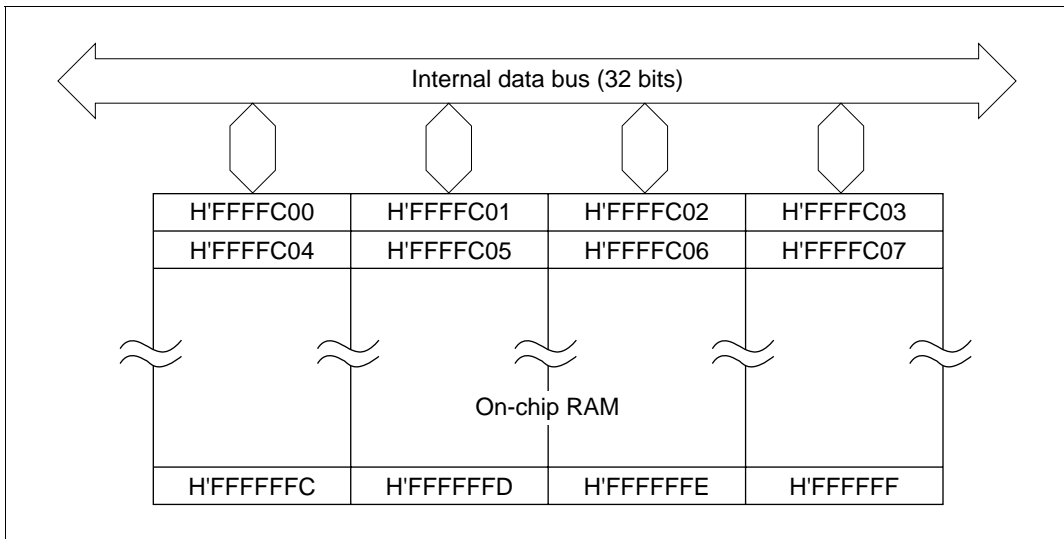 Internal data bus (32 bits)
H'FFFFC00 H'FFFFC01 H'FFFFC02 H'FFFFC03
H'FFFFC04 H'FFFFC05 H'FFFFC06 H'FFFFC07
On-chip RAM
H'FFFFFFC H'FFFFFFD H'FFFFFFE H'FFFFFF